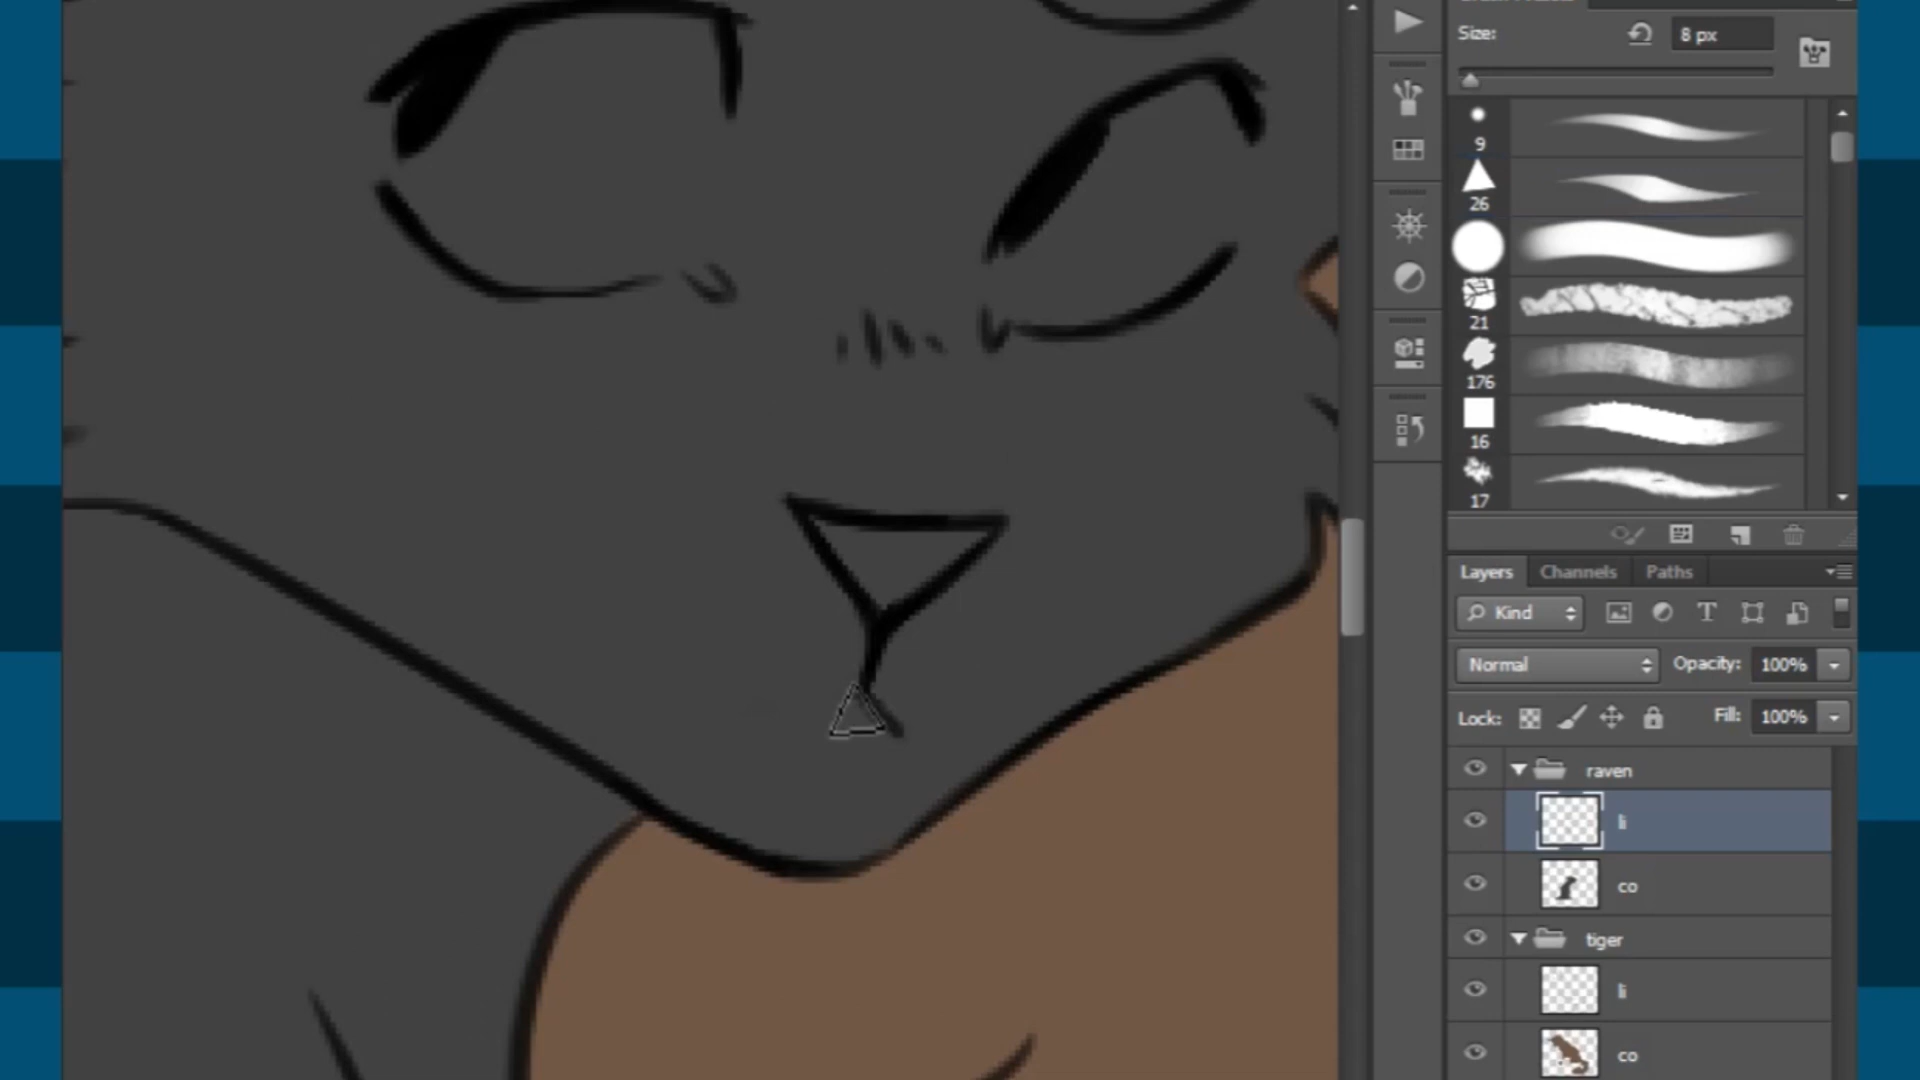 Size:
8 px
9
26
21
176
16
17
Layers
Channels
Paths
Kind
Normal
Opacity:
100%
Lock:
Fill:
100%
raven
li
co
tiger
li
co